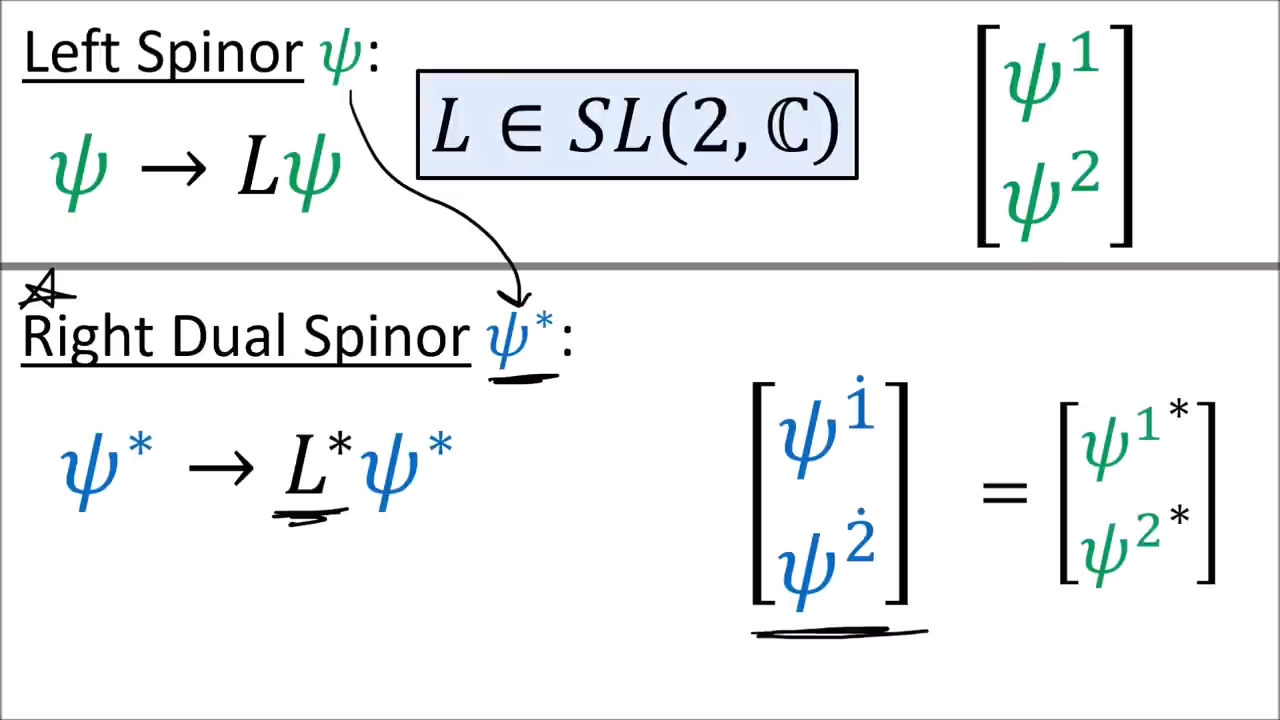 Left Spinor ψ:
L ∈ SL(2, ℂ)
ψ → Lψ
ψ¹
ψ²
Right Dual Spinor ψ*:
ψ* → L*ψ*
ψ^1̇ = ψ¹*
ψ^2̇ ψ²*